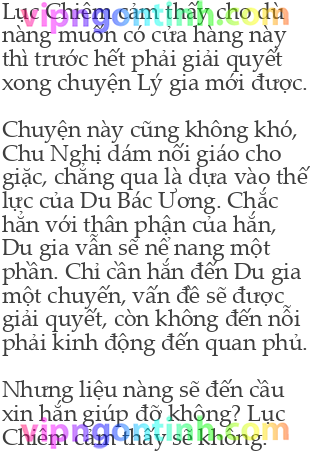 Lục Chiêm cảm thấy cho dù
vipngontinh.com
nàng muốn có cửa hàng này
thì trước hết phải giải quyết
xong chuyện Lý gia mới được.
Chuyện này cũng không khó,
Chu Nghị dám nối giáo cho
giặc, chẳng qua là dựa vào thế
lực của Du Bác Ương. Chắc
hẳn với thân phận của hắn,
Du gia vẫn sẽ nể nang một
phần. Chỉ cần hắn đến Du gia
một chuyến, vấn đề sẽ được
giải quyết, còn không đến nỗi
phải kinh động đến quan phủ.
Nhưng liệu nàng sẽ đến cầu
xin hắn giúp đỡ không? Lục
vipngontinh.com
Chiêm cảm thấy sẽ không.